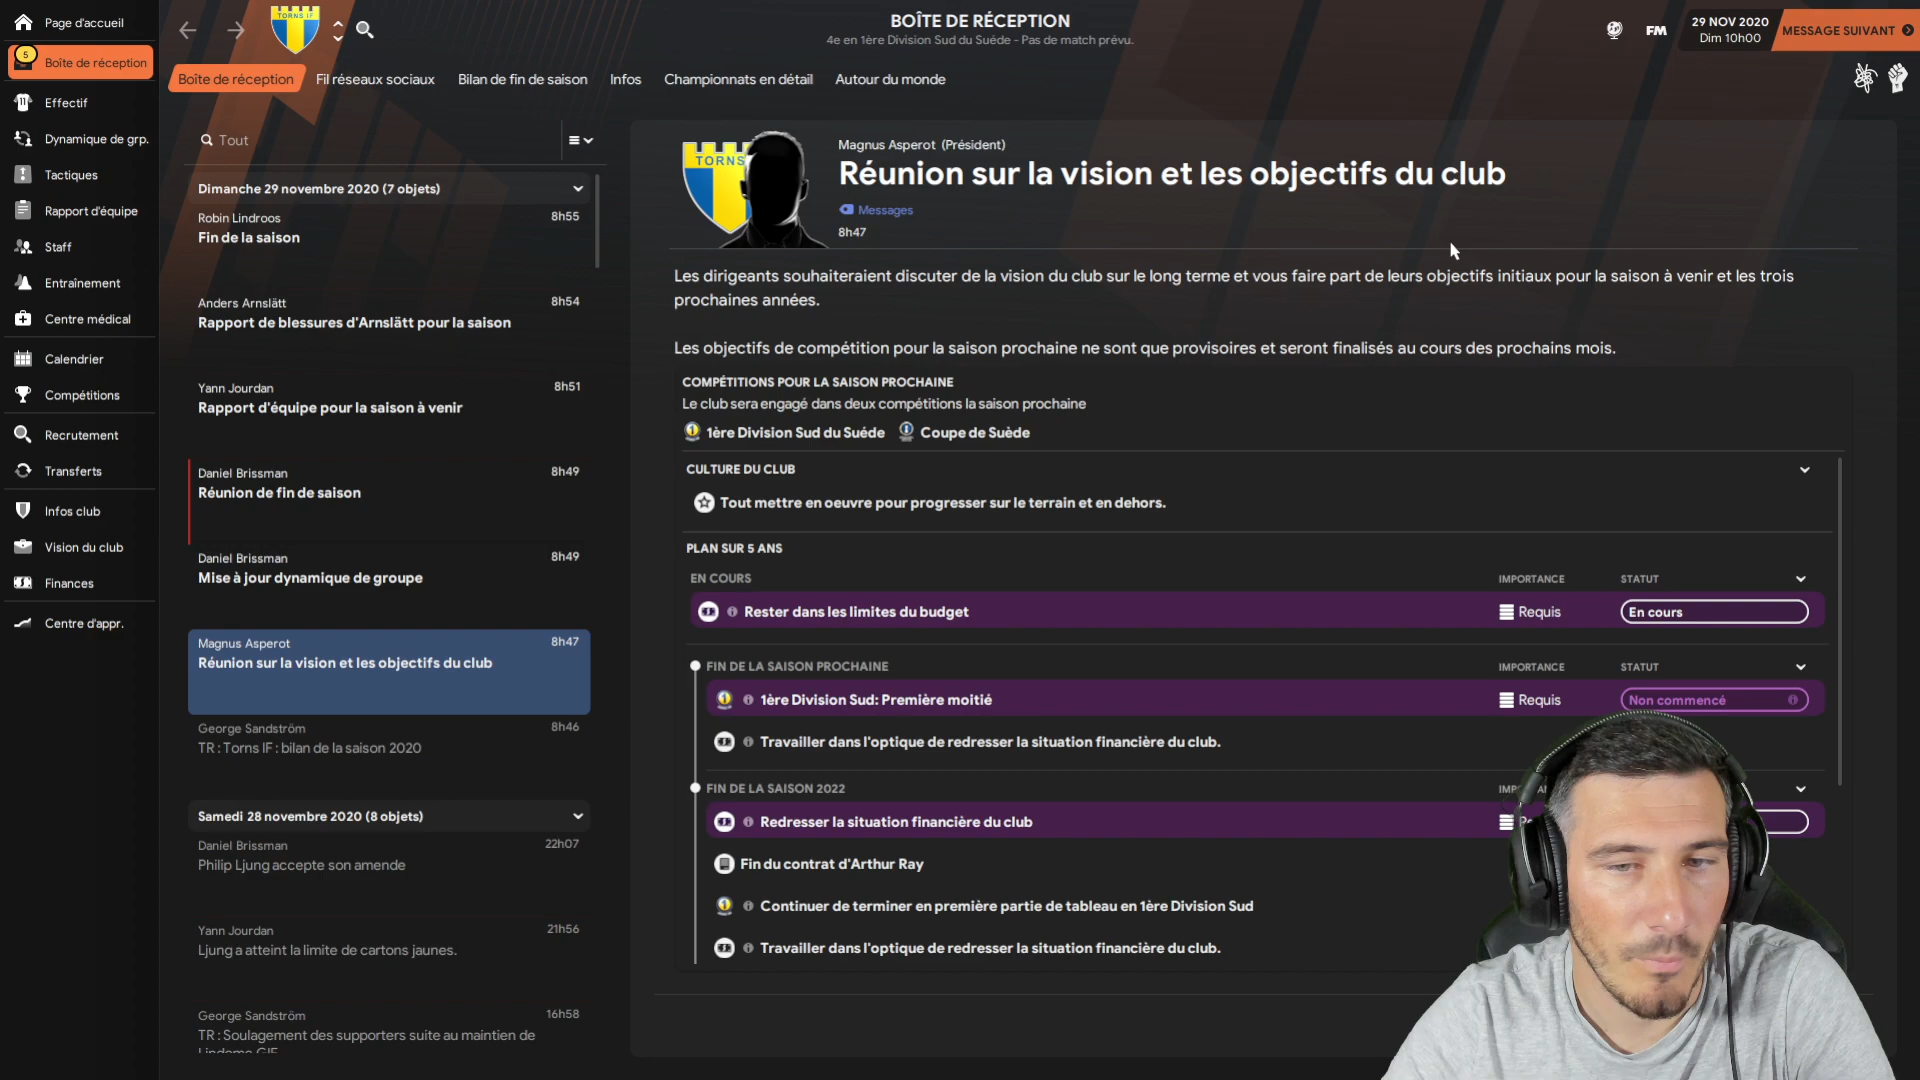 Page d'accueil
5
Boîte de réception
Effectif
Dynamique de grp.
Tactiques
Rapport d'équipe
Staff
Entraînement
Centre médical
Calendrier
Compétitions
Recrutement
Transferts
Infos club
Vision du club
Finances
Centre d'appr.
TORNS IF
BOÎTE DE RÉCEPTION
4e en 1ère Division Sud du Suéde - Pas de match prévu.
FM
29 NOV 2020
Dim 10h00
MESSAGE SUIVANT
Boîte de réception
Fil réseaux sociaux
Bilan de fin de saison
Infos
Championnats en détail
Autour du monde
Tout
Dimanche 29 novembre 2020 (7 objets)
Robin Lindroos 8h55
Fin de la saison
Anders Arnslätt 8h54
Rapport de blessures d'Arnslätt pour la saison
Yann Jourdan 8h51
Rapport d'équipe pour la saison à venir
Daniel Brissman 8h49
Réunion de fin de saison
Daniel Brissman 8h49
Mise à jour dynamique de groupe
Magnus Asperot 8h47
Réunion sur la vision et les objectifs du club
George Sandström 8h46
TR : Torns IF : bilan de la saison 2020
Samedi 28 novembre 2020 (8 objets)
Daniel Brissman 22h07
Philip Ljung accepte son amende
Yann Jourdan 21h56
Ljung a atteint la limite de cartons jaunes.
George Sandström 16h58
TR : Soulagement des supporters suite au maintien de
Lindome GIF
TORNS
Magnus Asperot (Président)
Réunion sur la vision et les objectifs du club
Messages
8h47
Les dirigeants souhaiteraient discuter de la vision du club sur le long terme et vous faire part de leurs objectifs initiaux pour la saison à venir et les trois
prochaines années.
Les objectifs de compétition pour la saison prochaine ne sont que provisoires et seront finalisés au cours des prochains mois.
COMPÉTITIONS POUR LA SAISON PROCHAINE
Le club sera engagé dans deux compétitions la saison prochaine
1ère Division Sud du Suéde Coupe de Suède
CULTURE DU CLUB
Tout mettre en oeuvre pour progresser sur le terrain et en dehors.
PLAN SUR 5 ANS
EN COURS IMPORTANCE STATUT
Rester dans les limites du budget Requis En cours
FIN DE LA SAISON PROCHAINE IMPORTANCE STATUT
1ère Division Sud: Première moitié Requis Non commencé
Travailler dans l'optique de redresser la situation financière du club.
FIN DE LA SAISON 2022
Redresser la situation financière du club
Fin du contrat d'Arthur Ray
Continuer de terminer en première partie de tableau en 1ère Division Sud
Travailler dans l'optique de redresser la situation financière du club.